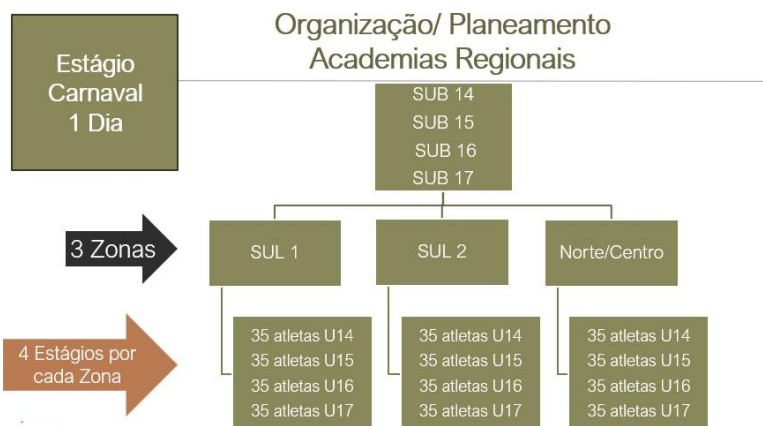 Organização/ Planeamento
Academias Regionais
Estágio
Carnaval
1 Dia
SUB 14
SUB 15
SUB 16
SUB 17
3 Zonas
SUL 1
SUL 2
Norte/Centro
4 Estágios por
cada Zona
35 atletas U14
35 atletas U15
35 atletas U16
35 atletas U17
35 atletas U14
35 atletas U15
35 atletas U16
35 atletas U17
35 atletas U14
35 atletas U15
35 atletas U16
35 atletas U17